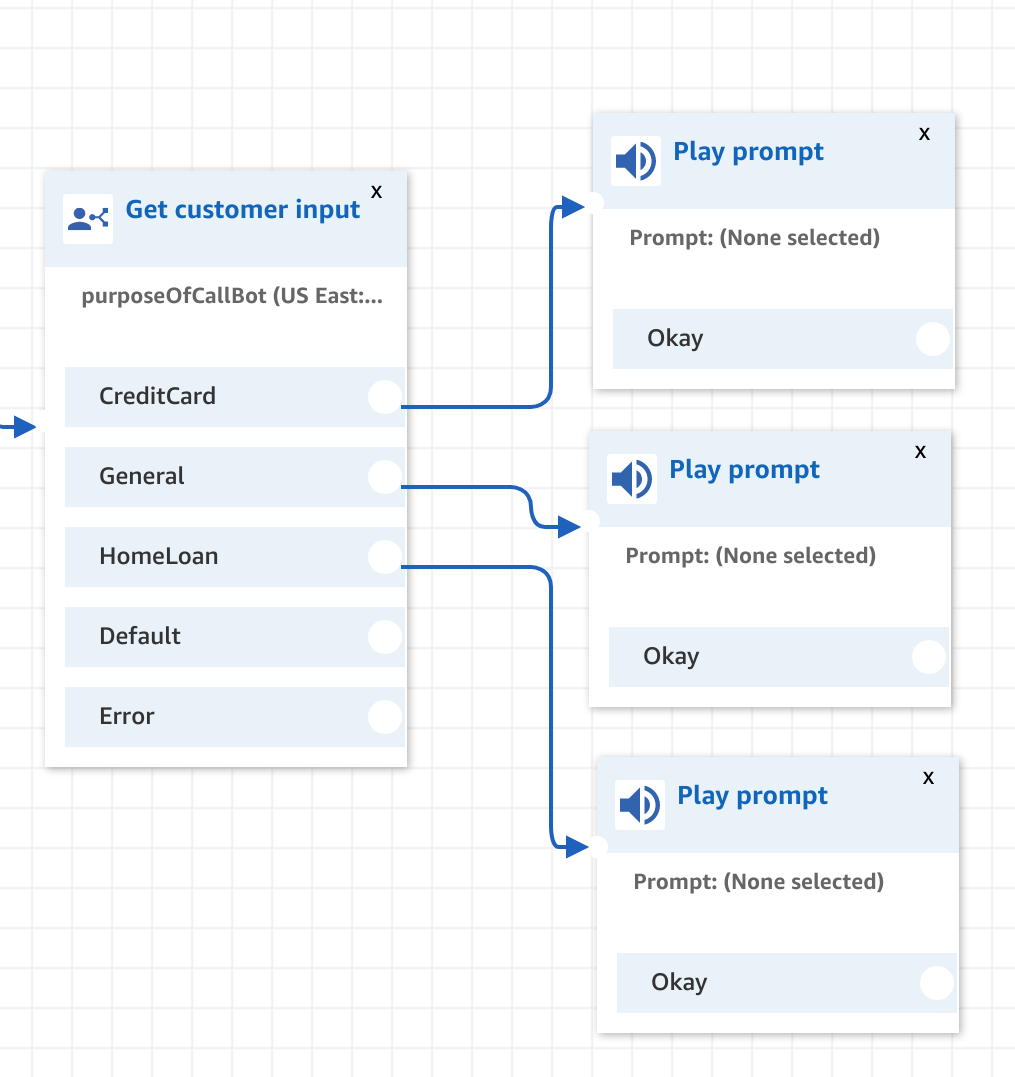 Get customer input
X
purposeOfCallBot (US East:...
CreditCard
General
HomeLoan
Default
Error
Play prompt
X
Prompt: (None selected)
Okay
Play prompt
X
Prompt: (None selected)
Okay
Play prompt
X
Prompt: (None selected)
Okay